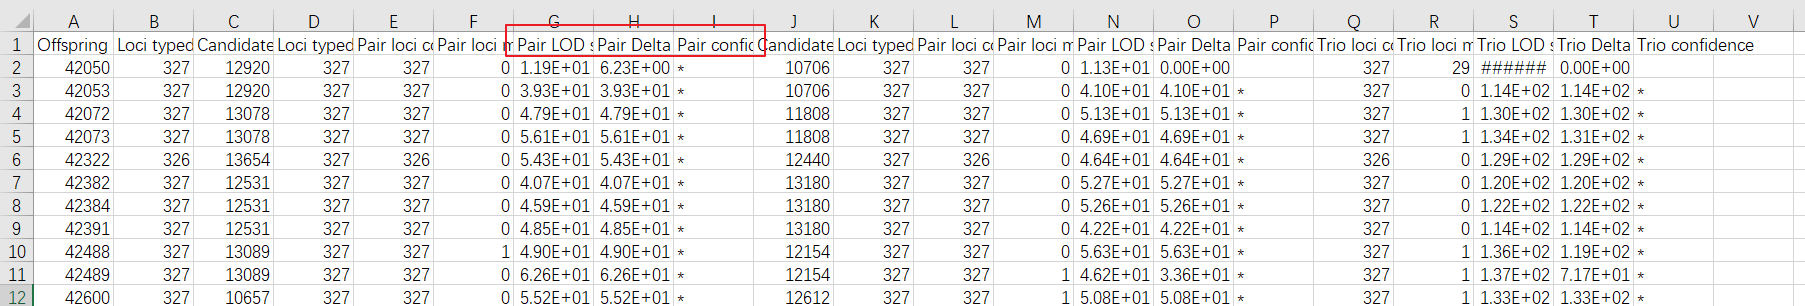 A B C D E F G H I J K L M N O P Q R S T U V
1 Offspring Loci typed Candidate Loci typed Pair loci co Pair loci m Pair LOD s Pair Delta Pair confid Candidate Loci typed Pair loci co Pair loci m Pair LOD s Pair Delta Pair confid Trio loci co Trio loci m Trio LOD s Trio Delta Trio confidence
2 42050 327 12920 327 327 0 1.19E+01 6.23E+00 * 10706 327 327 0 1.13E+01 0.00E+00 327 29 ###### 0.00E+00
3 42053 327 12920 327 327 0 3.93E+01 3.93E+01 * 10706 327 327 0 4.10E+01 4.10E+01 * 327 0 1.14E+02 1.14E+02 *
4 42072 327 13078 327 327 0 4.79E+01 4.79E+01 * 11808 327 327 0 5.13E+01 5.13E+01 * 327 1 1.30E+02 1.30E+02 *
5 42073 327 13078 327 327 0 5.61E+01 5.61E+01 * 11808 327 327 0 4.69E+01 4.69E+01 * 327 1 1.34E+02 1.31E+02 *
6 42322 326 13654 327 326 0 5.43E+01 5.43E+01 * 12440 327 326 0 4.64E+01 4.64E+01 * 326 0 1.29E+02 1.29E+02 *
7 42382 327 12531 327 327 0 4.07E+01 4.07E+01 * 13180 327 327 0 5.27E+01 5.27E+01 * 327 0 1.20E+02 1.20E+02 *
8 42384 327 12531 327 327 0 4.59E+01 4.59E+01 * 13180 327 327 0 5.26E+01 5.26E+01 * 327 0 1.22E+02 1.22E+02 *
9 42391 327 12531 327 327 0 4.85E+01 4.85E+01 * 13180 327 327 0 4.22E+01 4.22E+01 * 327 0 1.14E+02 1.14E+02 *
10 42488 327 13089 327 327 1 4.90E+01 4.90E+01 * 12154 327 327 0 5.63E+01 5.63E+01 * 327 1 1.36E+02 1.19E+02 *
11 42489 327 13089 327 327 0 6.26E+01 6.26E+01 * 12154 327 327 1 4.62E+01 3.36E+01 * 327 1 1.37E+02 7.17E+01 *
12 42600 327 10657 327 327 0 5.52E+01 5.52E+01 * 12612 327 327 1 5.08E+01 5.08E+01 * 327 1 1.33E+02 1.33E+02 *